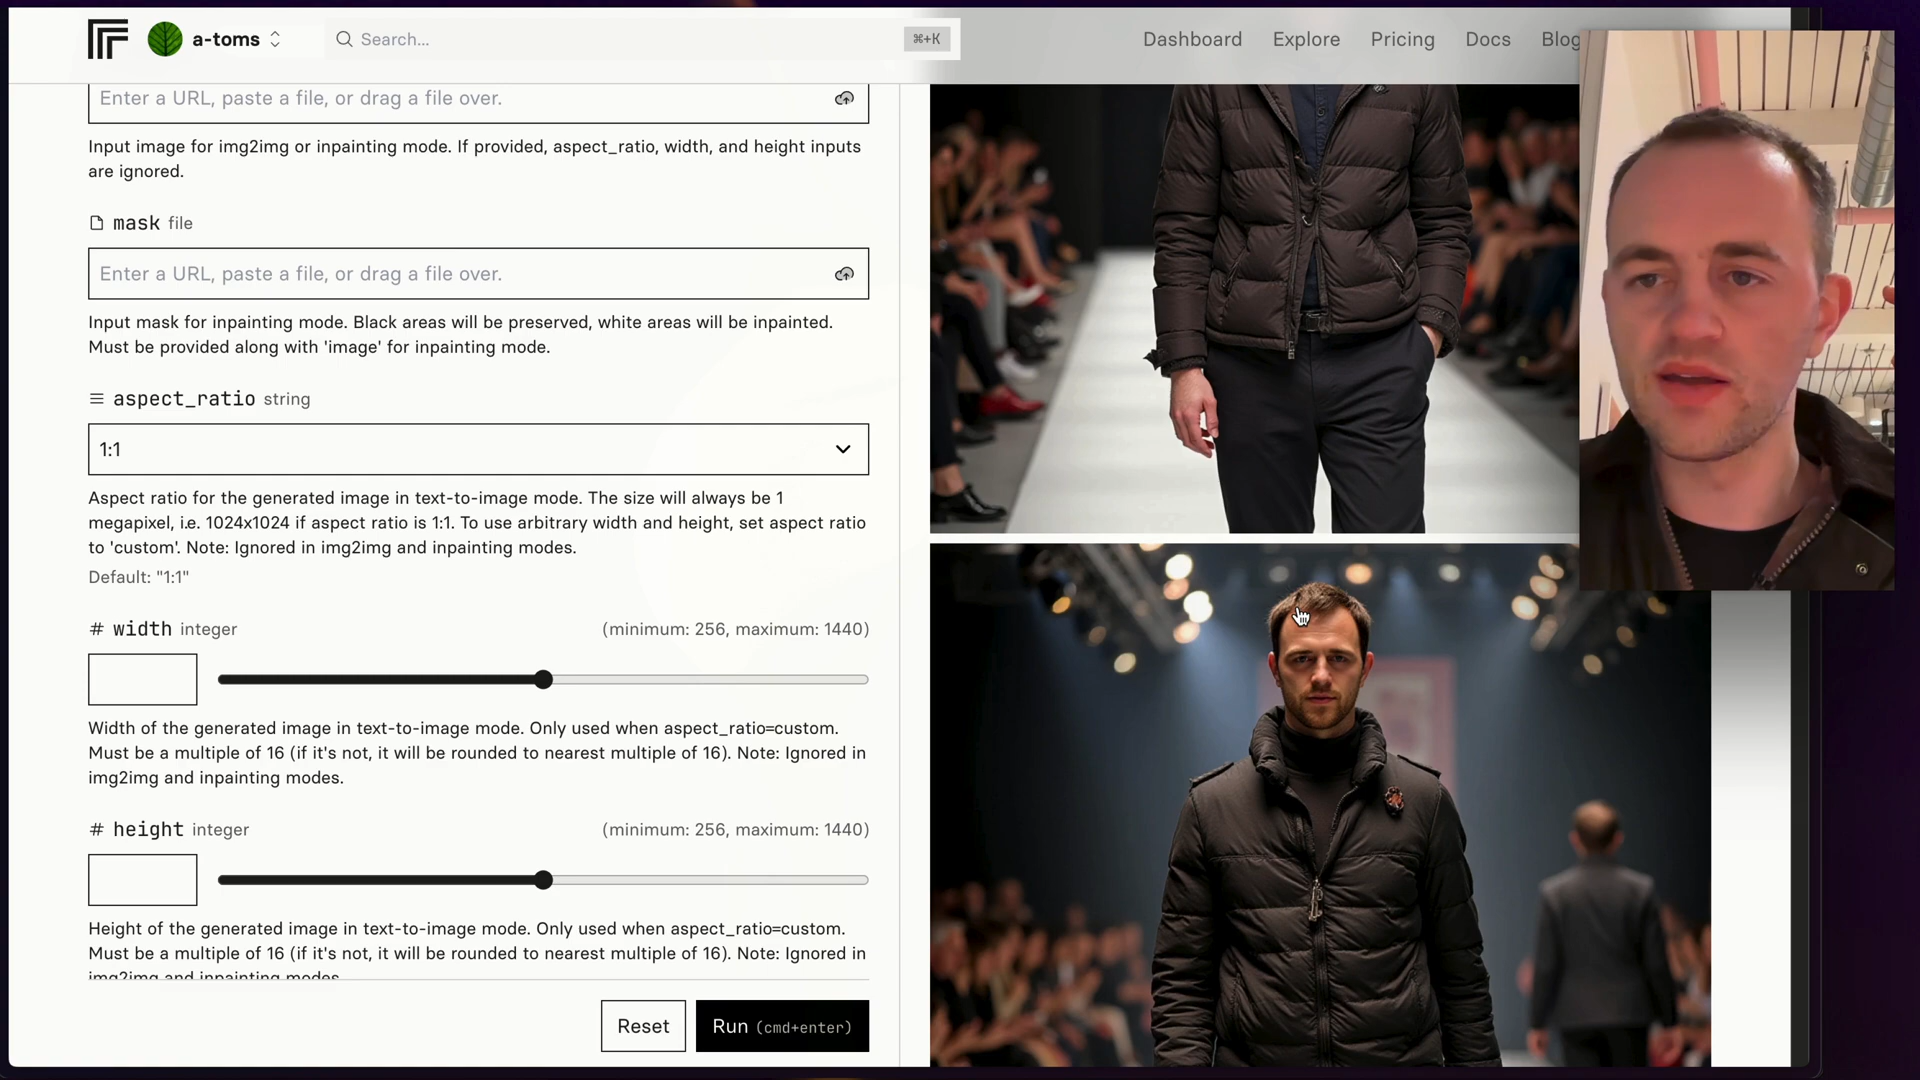 a-toms
Search...
⌘+K
Dashboard
Explore
Pricing
Docs
Blog
Enter a URL, paste a file, or drag a file over.
Input image for img2img or inpainting mode. If provided, aspect_ratio, width, and height inputs
are ignored.
mask file
Enter a URL, paste a file, or drag a file over.
Input mask for inpainting mode. Black areas will be preserved, white areas will be inpainted.
Must be provided along with 'image' for inpainting mode.
aspect_ratio string
1:1
Aspect ratio for the generated image in text-to-image mode. The size will always be 1
megapixel, i.e. 1024x1024 if aspect ratio is 1:1. To use arbitrary width and height, set aspect ratio
to 'custom'. Note: Ignored in img2img and inpainting modes.
Default: "1:1"
# width integer
(minimum: 256, maximum: 1440)
Width of the generated image in text-to-image mode. Only used when aspect_ratio=custom.
Must be a multiple of 16 (if it's not, it will be rounded to nearest multiple of 16). Note: Ignored in
img2img and inpainting modes.
# height integer
(minimum: 256, maximum: 1440)
Height of the generated image in text-to-image mode. Only used when aspect_ratio=custom.
Must be a multiple of 16 (if it's not, it will be rounded to nearest multiple of 16). Note: Ignored in
img2img and inpainting modes.
Reset
Run (cmd+enter)